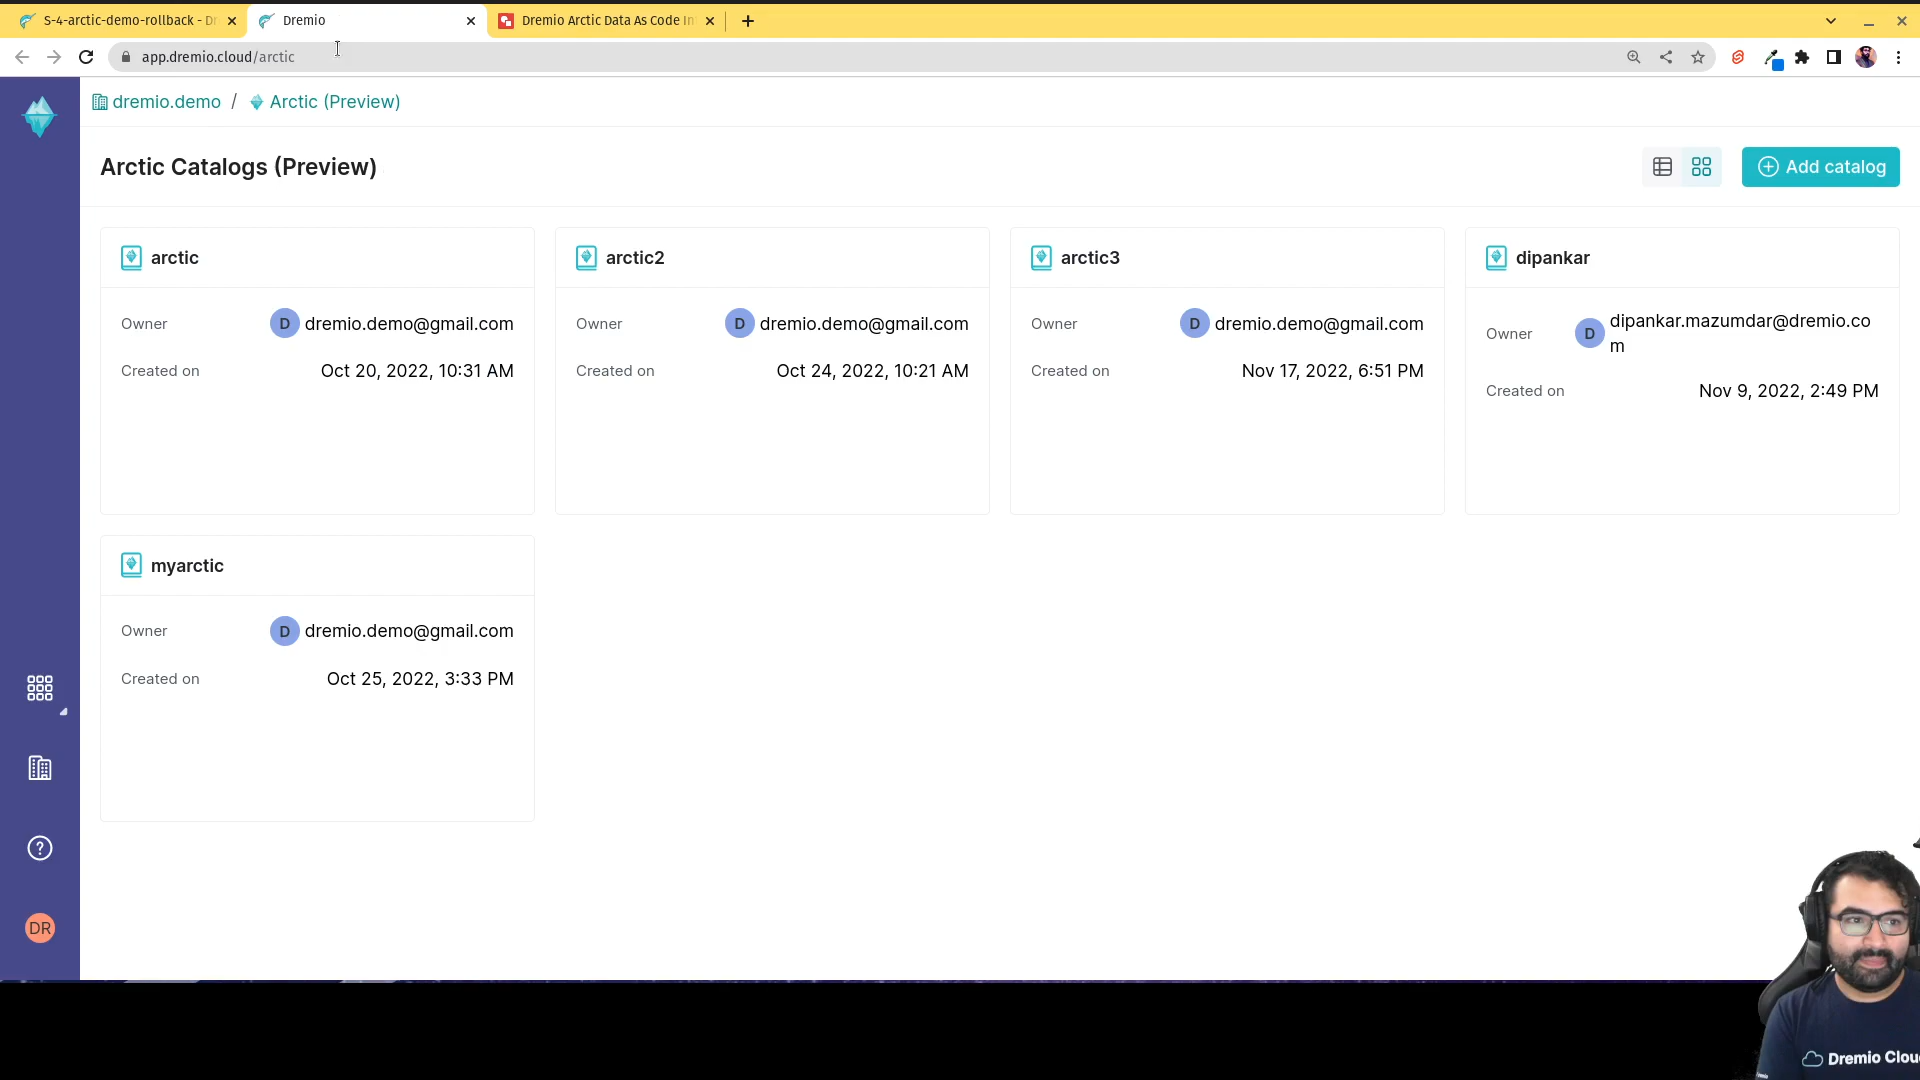 S-4-arctic-demo-rollback - Dr
Dremio
Dremio Arctic Data As Code In
app.dremio.cloud/arctic
dremio.demo / Arctic (Preview)
Arctic Catalogs (Preview)
Add catalog
arctic
Owner D dremio.demo@gmail.com
Created on Oct 20, 2022, 10:31 AM
arctic2
Owner D dremio.demo@gmail.com
Created on Oct 24, 2022, 10:21 AM
arctic3
Owner D dremio.demo@gmail.com
Created on Nov 17, 2022, 6:51 PM
dipankar
Owner D dipankar.mazumdar@dremio.co
m
Created on Nov 9, 2022, 2:49 PM
myarctic
Owner D dremio.demo@gmail.com
Created on Oct 25, 2022, 3:33 PM
DR
Dremio Clou